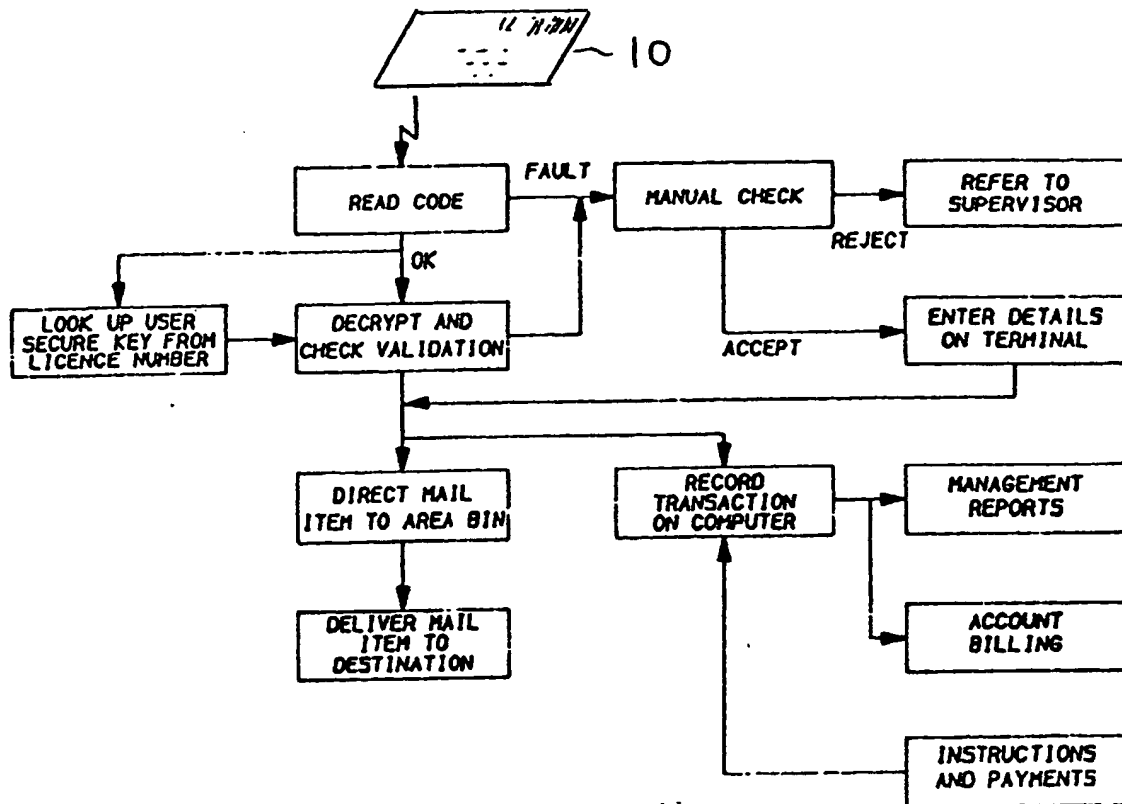 10
READ CODE
FAULT
MANUAL CHECK
REFER TO
SUPERVISOR
REJECT
OK
LOOK UP USER
SECURE KEY FROM
LICENCE NUMBER
DECRYPT AND
CHECK VALIDATION
ACCEPT
ENTER DETAILS
ON TERMINAL
DIRECT MAIL
ITEM TO AREA BIN
RECORD
TRANSACTION
ON COMPUTER
MANAGEMENT
REPORTS
DELIVER MAIL
ITEM TO
DESTINATION
ACCOUNT
BILLING
INSTRUCTIONS
AND PAYMENTS